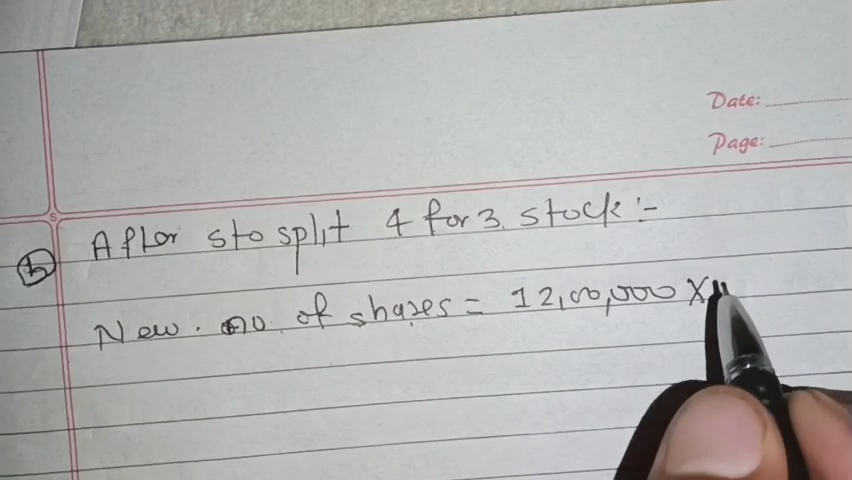 Date:
Page:
S
(b) After sto split 4 for 3 stock :-
New. no. of shares = 12,00,000 X